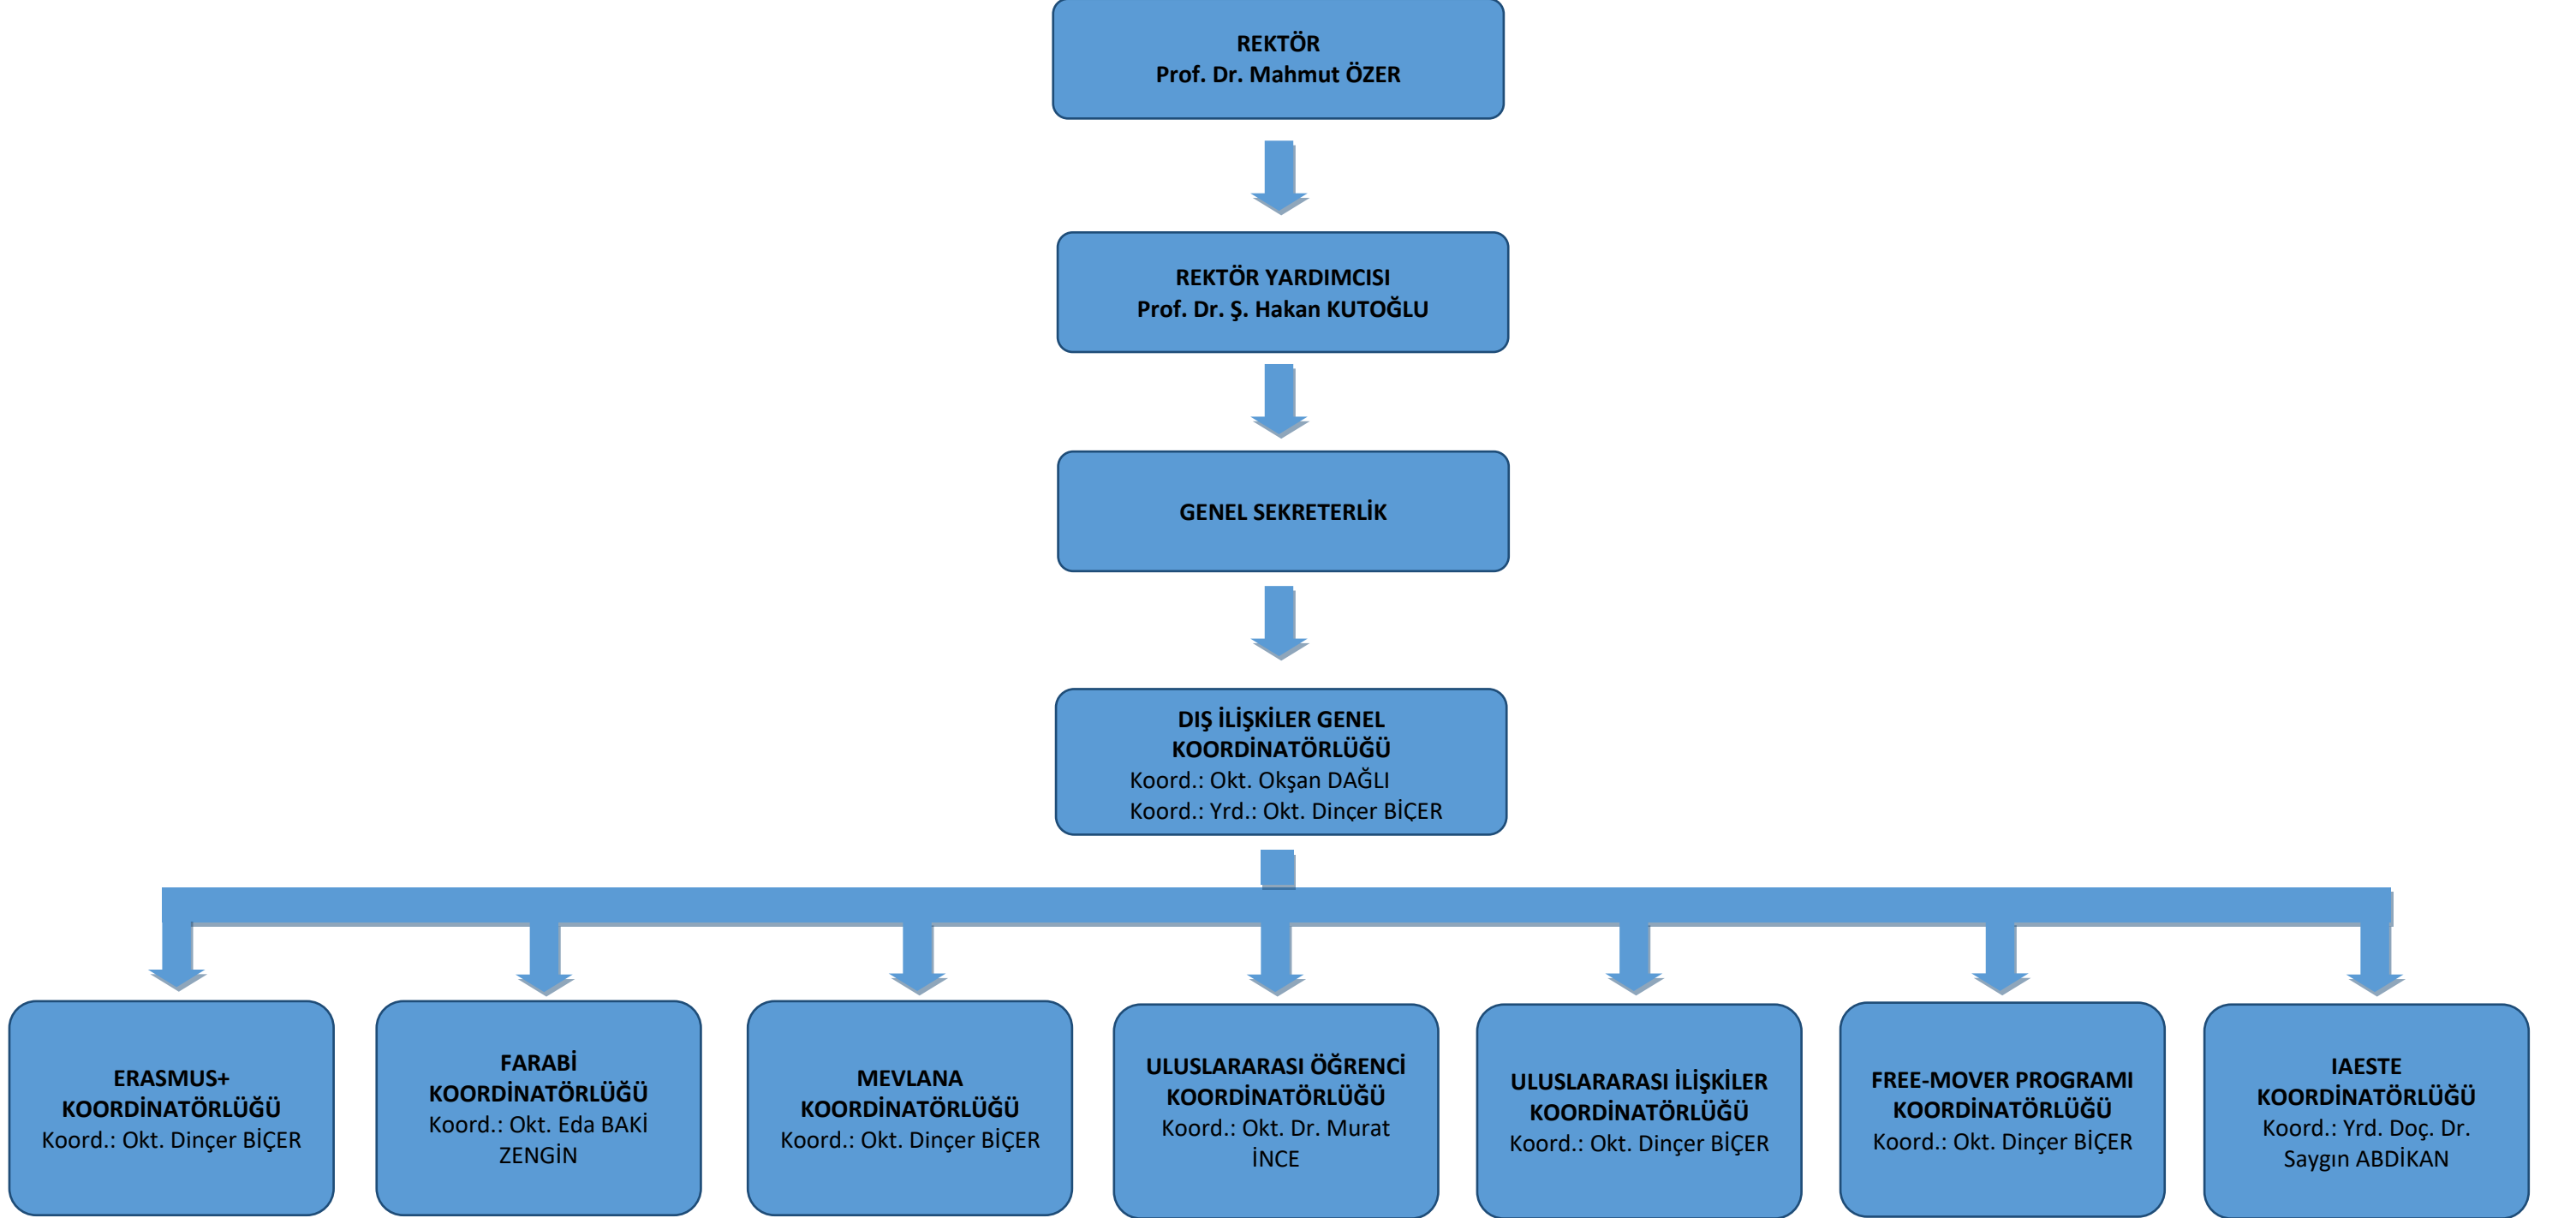 REKTÖR
Prof. Dr. Mahmut ÖZER
REKTÖR YARDIMCISI
Prof. Dr. Ş. Hakan KUTOĞLU
GENEL SEKRETERLİK
DIŞ İLİŞKİLER GENEL
KOORDİNATÖRLÜĞÜ
Koord.: Okt. Okşan DAĞLI
Koord.: Yrd.: Okt. Dinçer BİÇER
ERASMUS+
KOORDİNATÖRLÜĞÜ
Koord.: Okt. Dinçer BİÇER
FARABİ
KOORDİNATÖRLÜĞÜ
Koord.: Okt. Eda BAKİ
ZENGİN
MEVLANA
KOORDİNATÖRLÜĞÜ
Koord.: Okt. Dinçer BİÇER
ULUSLARARASI ÖĞRENCİ
KOORDİNATÖRLÜĞÜ
Koord.: Okt. Dr. Murat
İNCE
ULUSLARARASI İLİŞKİLER
KOORDİNATÖRLÜĞÜ
Koord.: Okt. Dinçer BİÇER
FREE-MOVER PROGRAMI
KOORDİNATÖRLÜĞÜ
Koord.: Okt. Dinçer BİÇER
IAESTE
KOORDİNATÖRLÜĞÜ
Koord.: Yrd. Doç. Dr.
Saygın ABDİKAN